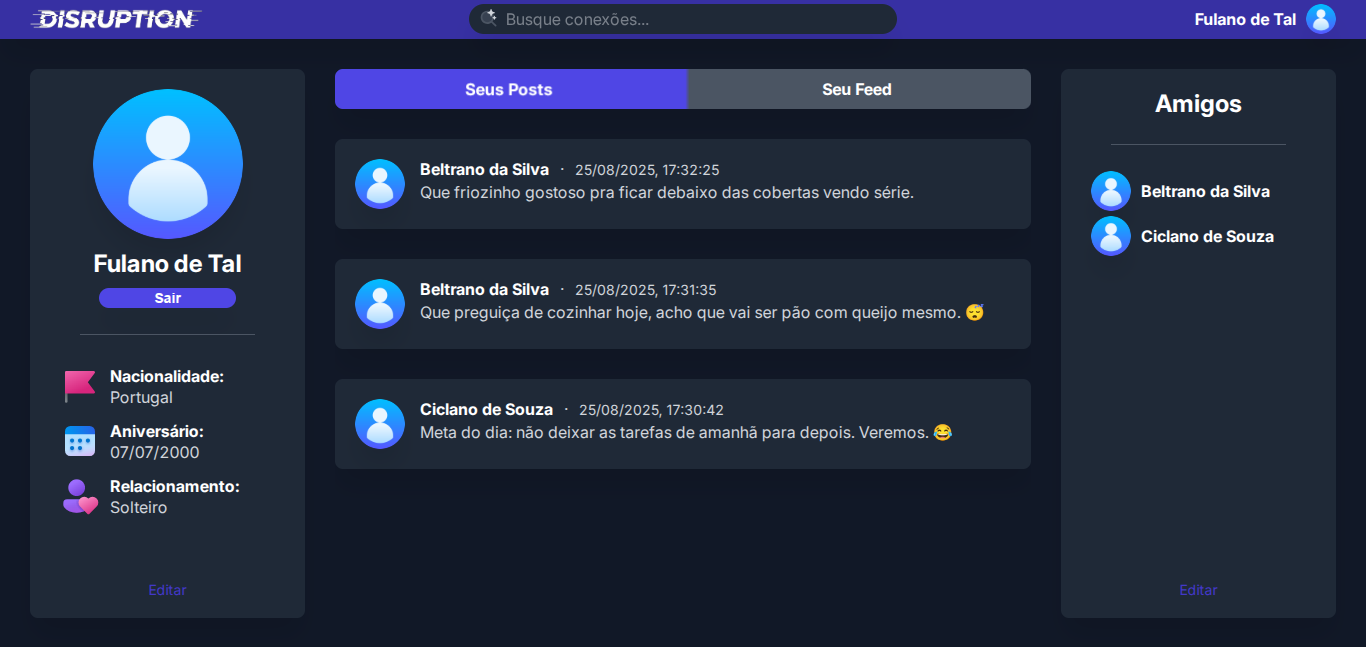 DISRUPTION
Busque conexões...
Fulano de Tal
Fulano de Tal
Sair
Nacionalidade:
Portugal
Aniversário:
07/07/2000
Relacionamento:
Solteiro
Editar
Seus Posts
Seu Feed
Beltrano da Silva · 25/08/2025, 17:32:25
Que friozinho gostoso pra ficar debaixo das cobertas vendo série.
Beltrano da Silva · 25/08/2025, 17:31:35
Que preguiça de cozinhar hoje, acho que vai ser pão com queijo mesmo. 😴
Ciclano de Souza · 25/08/2025, 17:30:42
Meta do dia: não deixar as tarefas de amanhã para depois. Veremos. 😂
Amigos
Beltrano da Silva
Ciclano de Souza
Editar